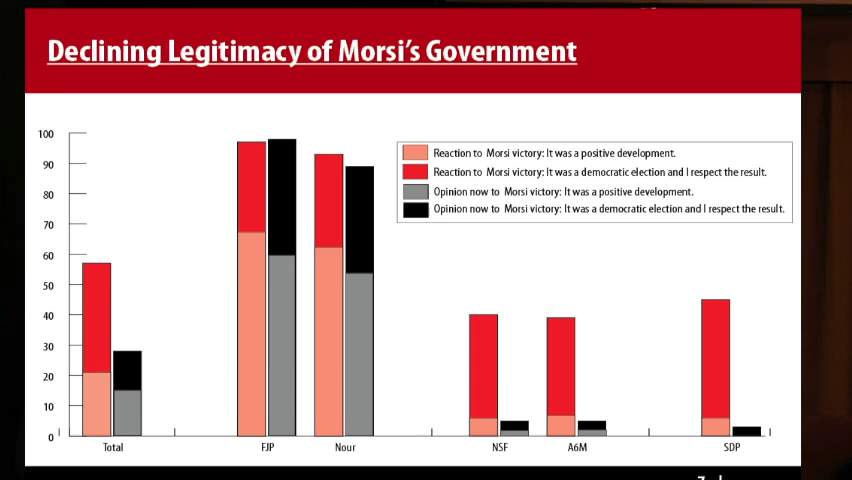 Declining Legitimacy of Morsi's Government
100
90
80
70
60
50
40
30
20
10
0
Reaction to Morsi victory: It was a positive development.
Reaction to Morsi victory: It was a democratic election and I respect the result.
Opinion now to Morsi victory: It was a positive development.
Opinion now to Morsi victory: It was a democratic election and I respect the result.
Total
FJP
Nour
NSF
A6M
SDP